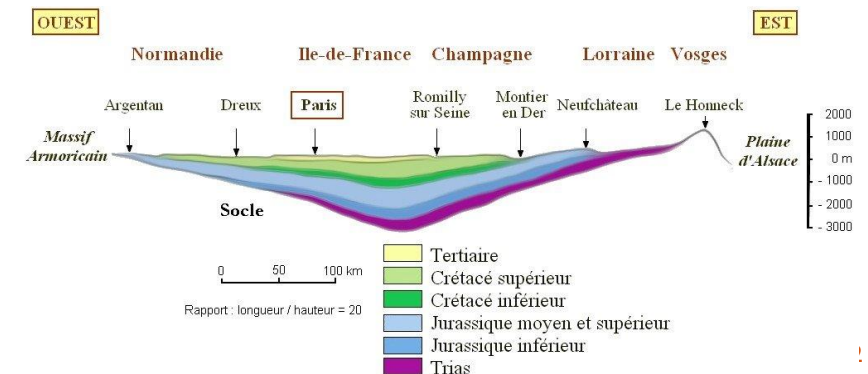 OUEST
EST
Normandie Ile-de-France Champagne Lorraine Vosges
Argentan Dreux Paris Romilly sur Seine Montier en Der Neufchâteau Le Honneck
Massif Armoricain
Plaine d'Alsace
2000
1000
0 m
- 1000
- 2000
- 3000
Socle
0 50 100 km
Rapport : longueur / hauteur = 20
Tertiaire
Crétacé supérieur
Crétacé inférieur
Jurassique moyen et supérieur
Jurassique inférieur
Trias